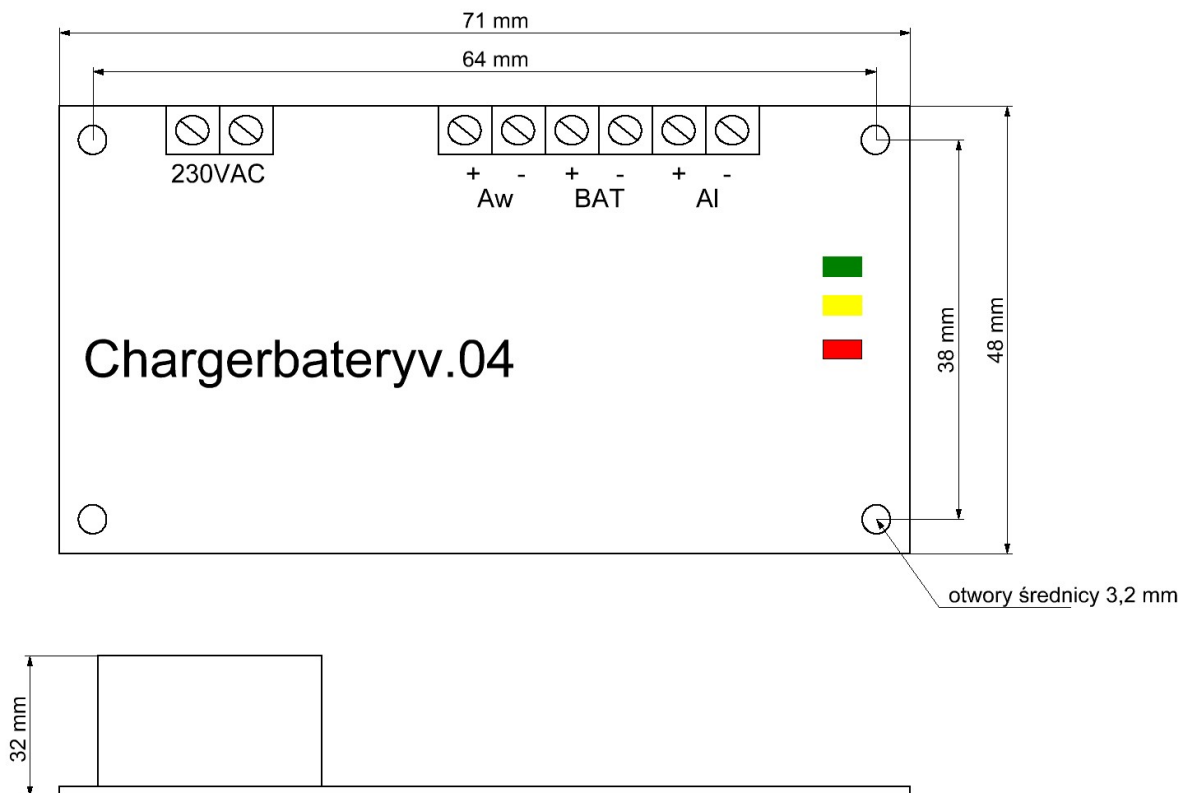 71 mm
64 mm
230VAC
+ - + - + -
Aw BAT AI
Chargerbateryv.04
38 mm
48 mm
otwory średnicy 3,2 mm
32 mm